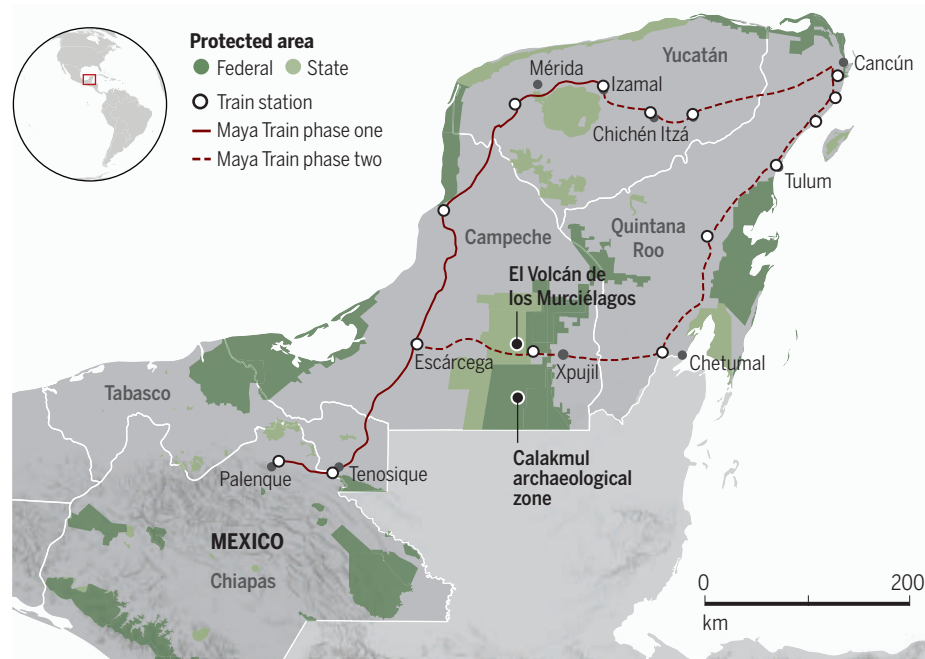 Protected area
Federal
State
Train station
Maya Train phase one
Maya Train phase two
Yucatán
Cancún
Mérida
Izamal
Chichén Itzá
Tulum
Quintana
Roo
Campeche
El Volcán de
los Murciélagos
Escárcega
Xpujil
Chetumal
Tabasco
Calakmul
archaeological
zone
Palenque
Tenosique
MEXICO
Chiapas
0
200
km